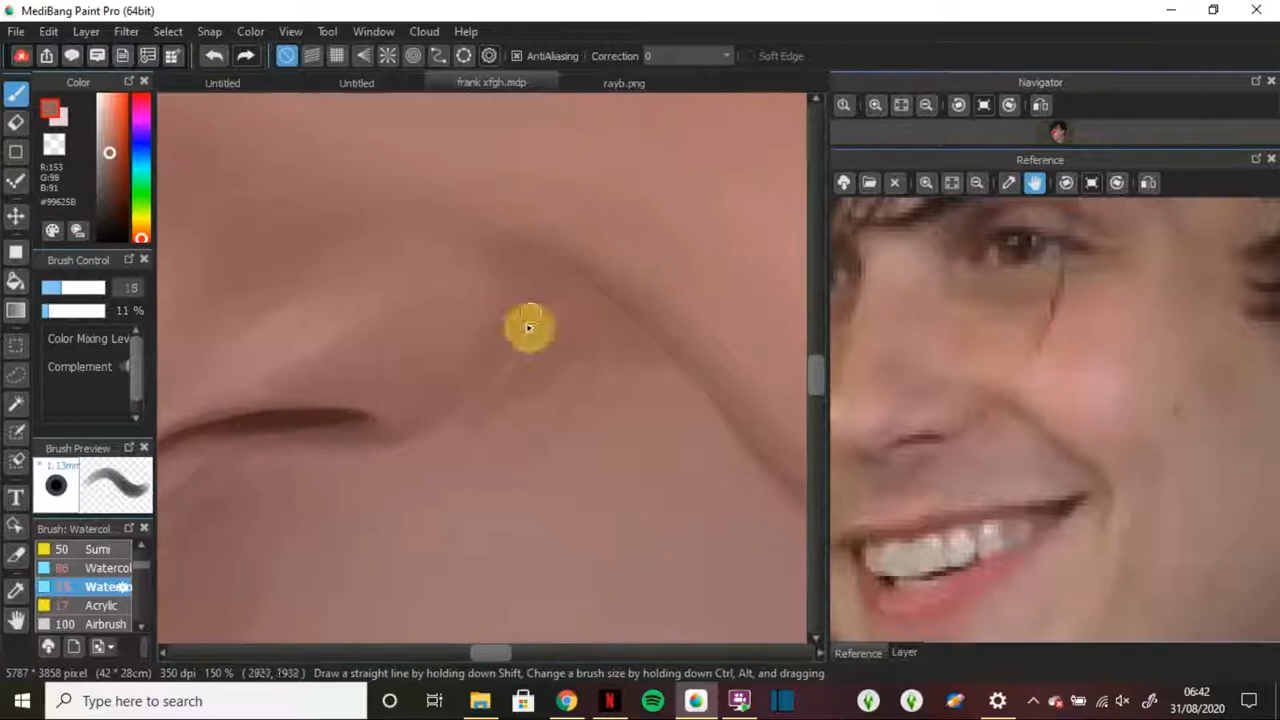 MediBang Paint Pro (64bit)
File Edit Layer Filter Select Snap Color View Tool Window Cloud Help
AntiAliasing Correction 0 Soft Edge
Color
Untitled Untitled frank xfgh.mdp rayb.png
Navigator
R:153
G:98
B:91
#99625B
Reference
Brush Control
18
11 %
Color Mixing Lev
Complement
Brush Preview
1.13mm
Brush: Watercol...
50 Sumi
86 Watercol
15 Waterco
17 Acrylic
100 Airbrush
Reference Layer
5787 * 3858 pixel (42 * 28cm) 350 dpi 150 % Draw a straight line by holding down Shift, Change a brush size by holding down Ctrl, Alt, and dragging
Type here to search
06:42
31/08/2020